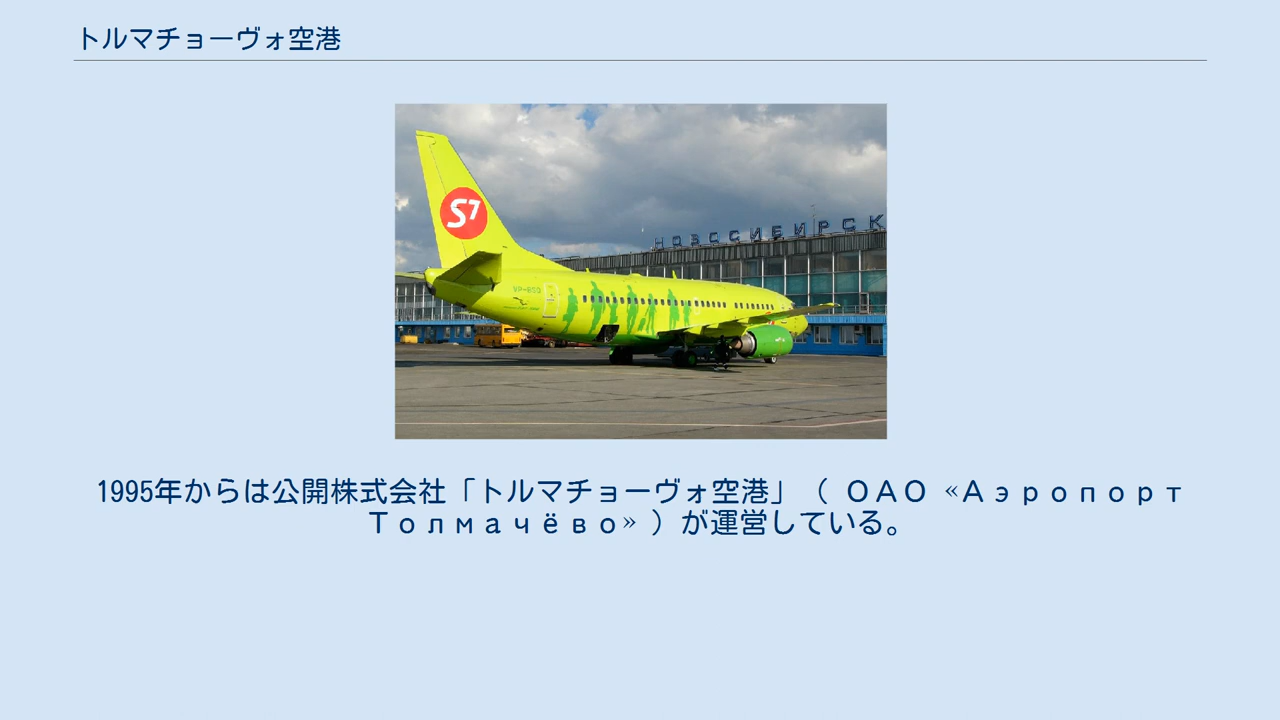 トルマチョーヴォ空港
S7
НОВОСИБИРСК
1995年からは公開株式会社「トルマチョーヴォ空港」（ ОАО «Аэропорт
Толмачёво» ）が運営している。